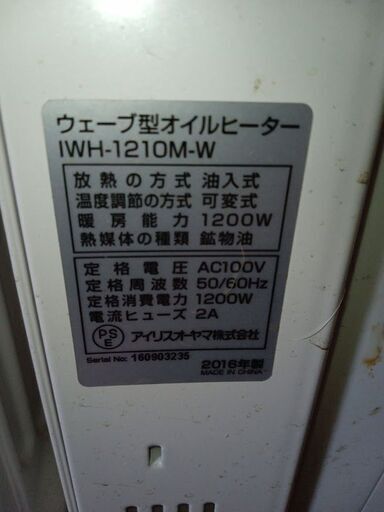 ウェーブ型オイルヒーター
IWH-1210M-W
放熱の方式 油入式
温度調節の方式 可変式
暖房能力 1200W
熱媒体の種類 鉱物油
定格電圧 AC100V
定格周波数 50/60Hz
定格消費電力 1200W
電流ヒューズ 2A
PSE アイリスオーヤマ株式会社
Serial No: 160903235 2016年製
MADE IN CHINA